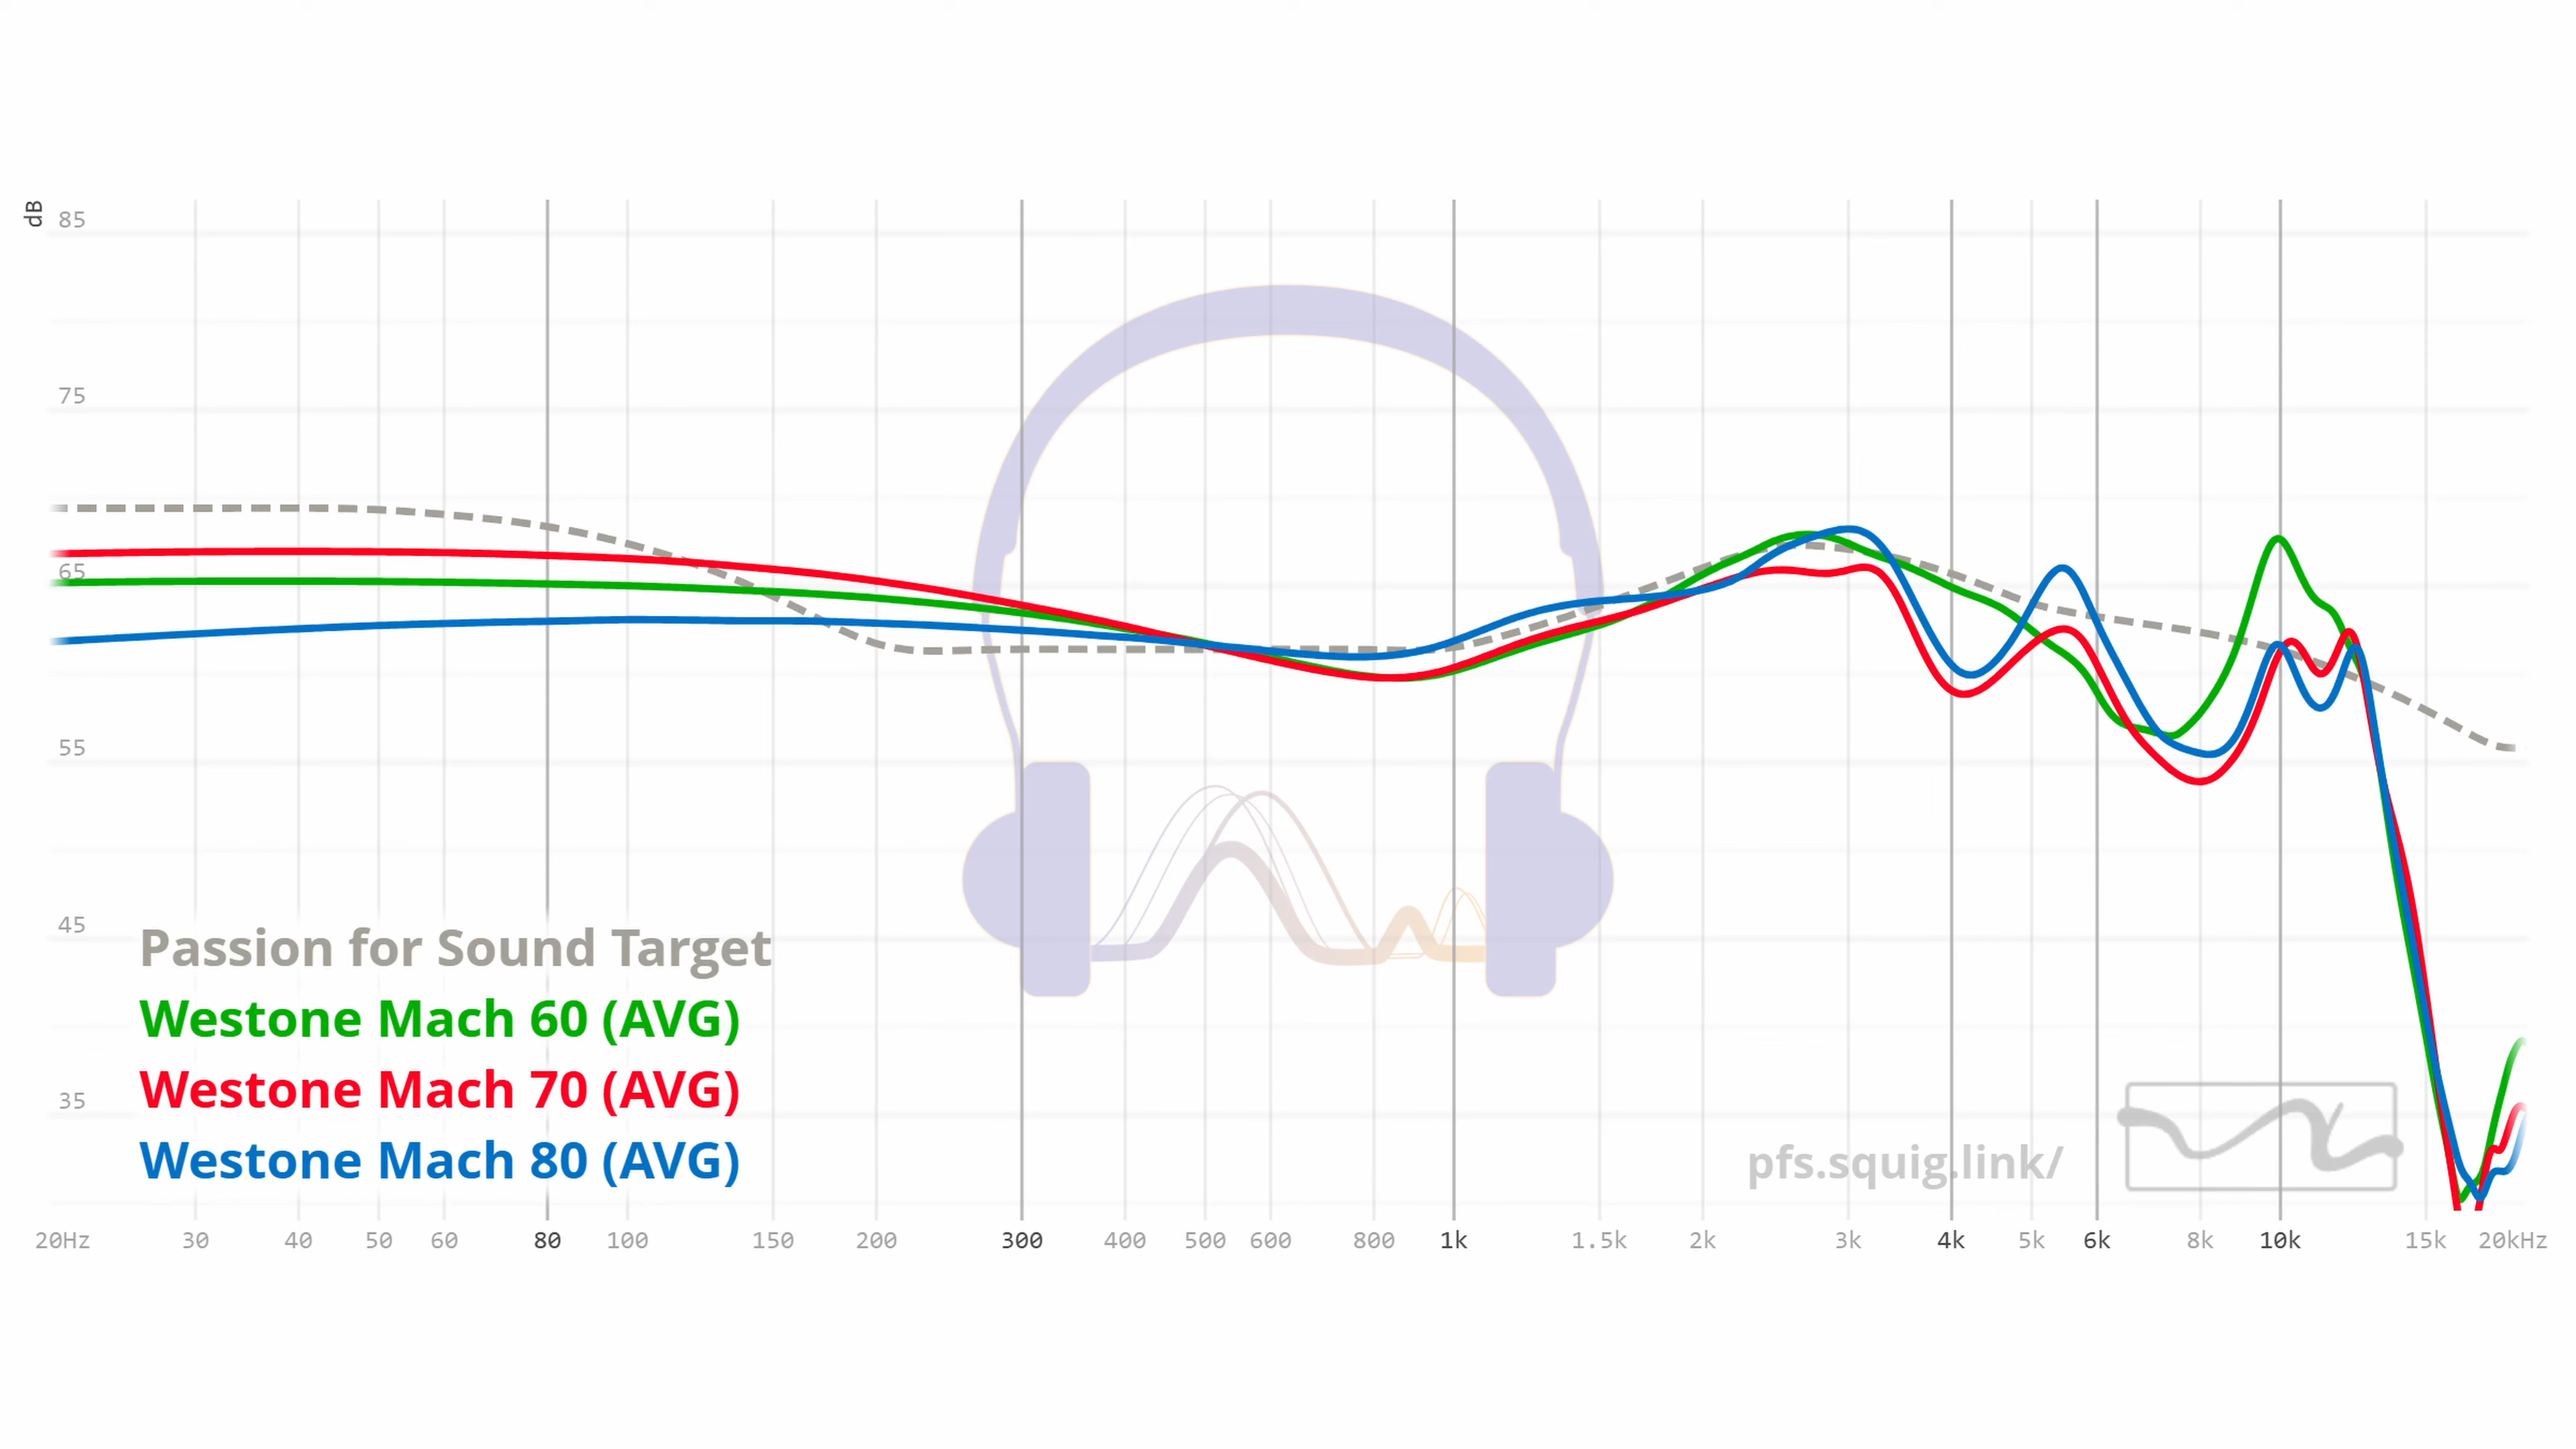 dB
85
75
65
55
45
35
Passion for Sound Target
Westone Mach 60 (AVG)
Westone Mach 70 (AVG)
Westone Mach 80 (AVG)
pfs.squig.link/
20Hz 30 40 50 60 80 100 150 200 300 400 500 600 800 1k 1.5k 2k 3k 4k 5k 6k 8k 10k 15k 20kHz